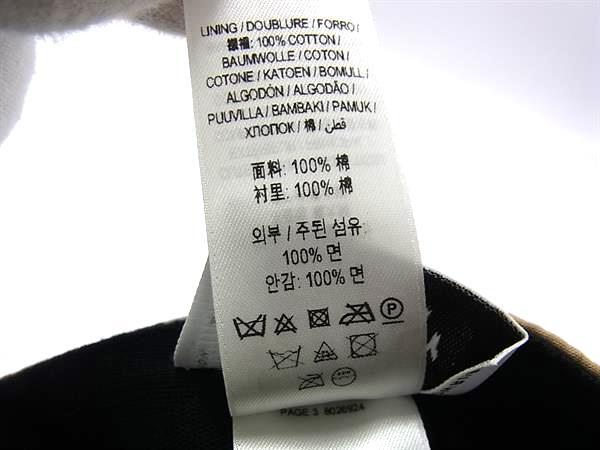 LINING / DOUBLURE / FORRO /
襯裡: 100% COTTON /
BAUMWOLLE / COTON /
COTONE / KATOEN / BOMULL /
ALGODÓN / ALGODÃO /
PUUVILLA / BAMBAKI / PAMUK /
ХЛОПОК / 棉 / قطن /
面料: 100% 棉
衬里: 100% 棉
외부 / 주된 섬유:
100% 면
안감: 100% 면
P
PAGE 3 8026924